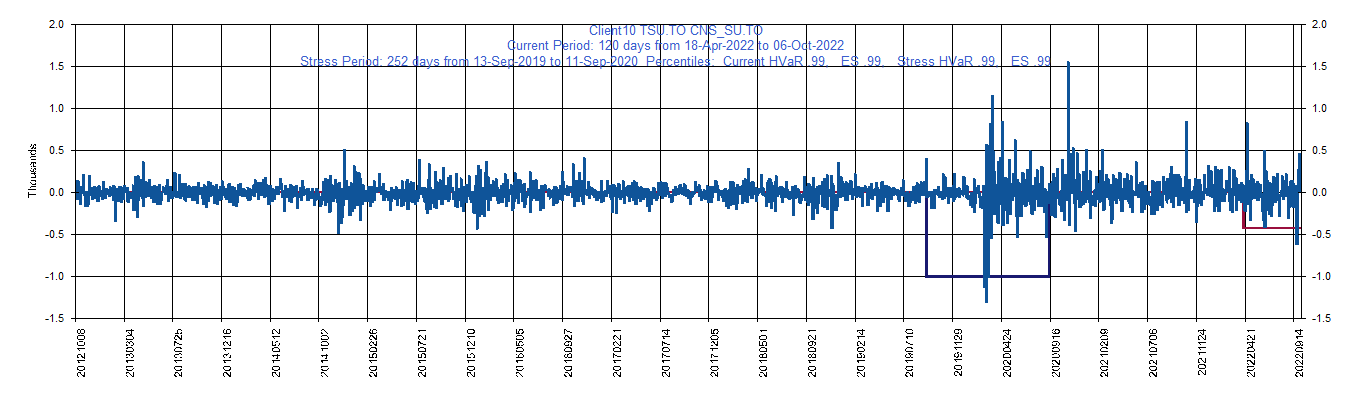 Client10 TSU.TO CNS_SU.TO
Current Period: 120 days from 18-Apr-2022 to 06-Oct-2022
Stress Period: 252 days from 13-Sep-2019 to 11-Sep-2020 Percentiles: Current HVaR .99, ES .99, Stress HVaR .99, ES .99
2.0 2.0
1.5 1.5
1.0 1.0
0.5 0.5
Thousands
0.0 0.0
-0.5 -0.5
-1.0 -1.0
-1.5 -1.5
20121008 20130304 20130725 20131216 20140512 20141002 20150226 20150721 20151210 20160505 20160927 20170221 20170714 20171205 20180501 20180921 20190214 20190710 20191129 20200424 20200916 20210209 20210706 20211124 20220421 20220914